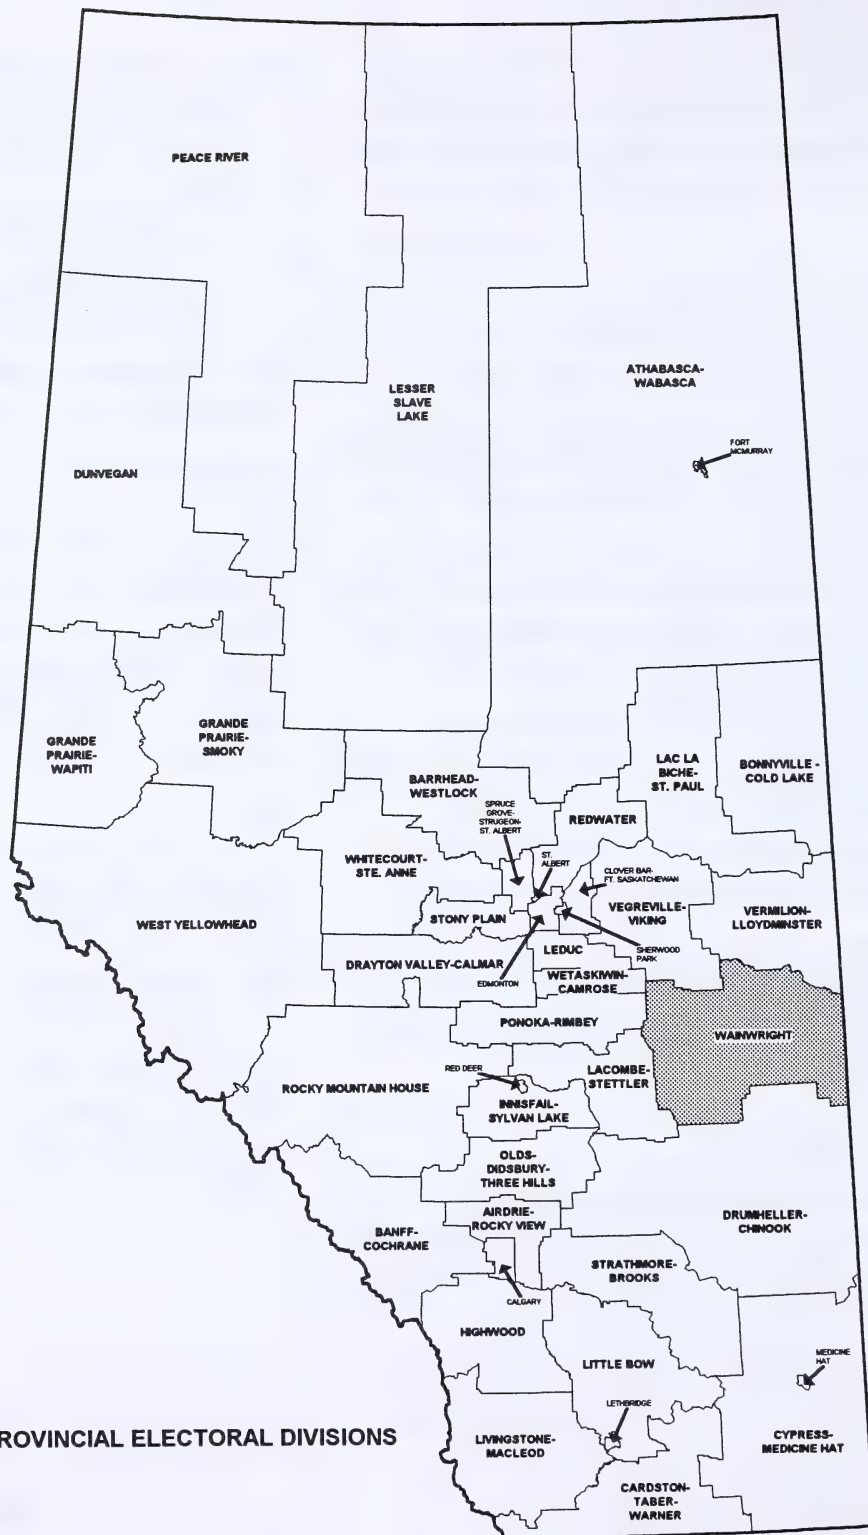 PEACE RIVER
LESSER
SLAVE
LAKE
ATHABASCA-
WABASCA
FORT
MCMURRAY
DUNVEGAN
GRANDE
PRAIRIE-
WAPITI
GRANDE
PRAIRIE-
SMOKY
BARRHEAD-
WESTLOCK
LAC LA
BICHE-
ST. PAUL
BONNYVILLE -
COLD LAKE
SPRUCE
GROVE-
STRUGEON-
ST. ALBERT
REDWATER
WHITECOURT-
STE. ANNE
ST.
ALBERT
CLOVER BAR-
FT. SASKATCHEWAN
WEST YELLOWHEAD
STONY PLAIN
VEGREVILLE-
VIKING
VERMILION-
LLOYDMINSTER
SHERWOOD
PARK
LEDUC
DRAYTON VALLEY-CALMAR
EDMONTON
WETASKIWIN-
CAMROSE
PONOKA-RIMBEY
WAINWRIGHT
RED DEER
ROCKY MOUNTAIN HOUSE
LACOMBE-
STETTLER
INNISFAIL-
SYLVAN LAKE
OLDS-
DIDSBURY-
THREE HILLS
AIRDRIE-
ROCKY VIEW
DRUMHELLER-
CHINOOK
BANFF-
COCHRANE
STRATHMORE-
BROOKS
CALGARY
HIGHWOOD
LITTLE BOW
MEDICINE
HAT
LETHBRIDGE
ROVINCIAL ELECTORAL DIVISIONS
LIVINGSTONE-
MACLEOD
CYPRESS-
MEDICINE HAT
CARDSTON-
TABER-
WARNER